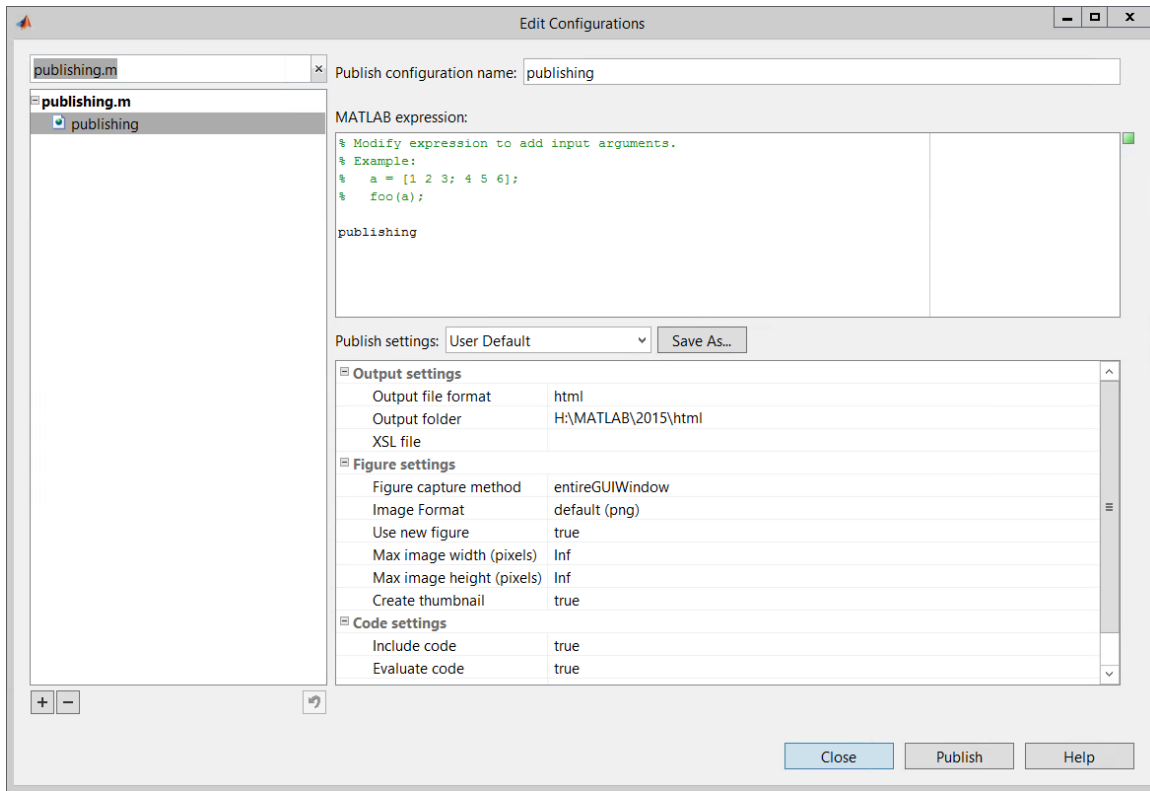 Edit Configurations
publishing.m
publishing.m
publishing
Publish configuration name: publishing
MATLAB expression:
% Modify expression to add input arguments.
% Example:
%   a = [1 2 3; 4 5 6];
%   foo(a);
publishing
Publish settings: User Default Save As...
Output settings
Output file format html
Output folder H:\MATLAB\2015\html
XSL file
Figure settings
Figure capture method entireGUIWindow
Image Format default (png)
Use new figure true
Max image width (pixels) Inf
Max image height (pixels) Inf
Create thumbnail true
Code settings
Include code true
Evaluate code true
Close Publish Help